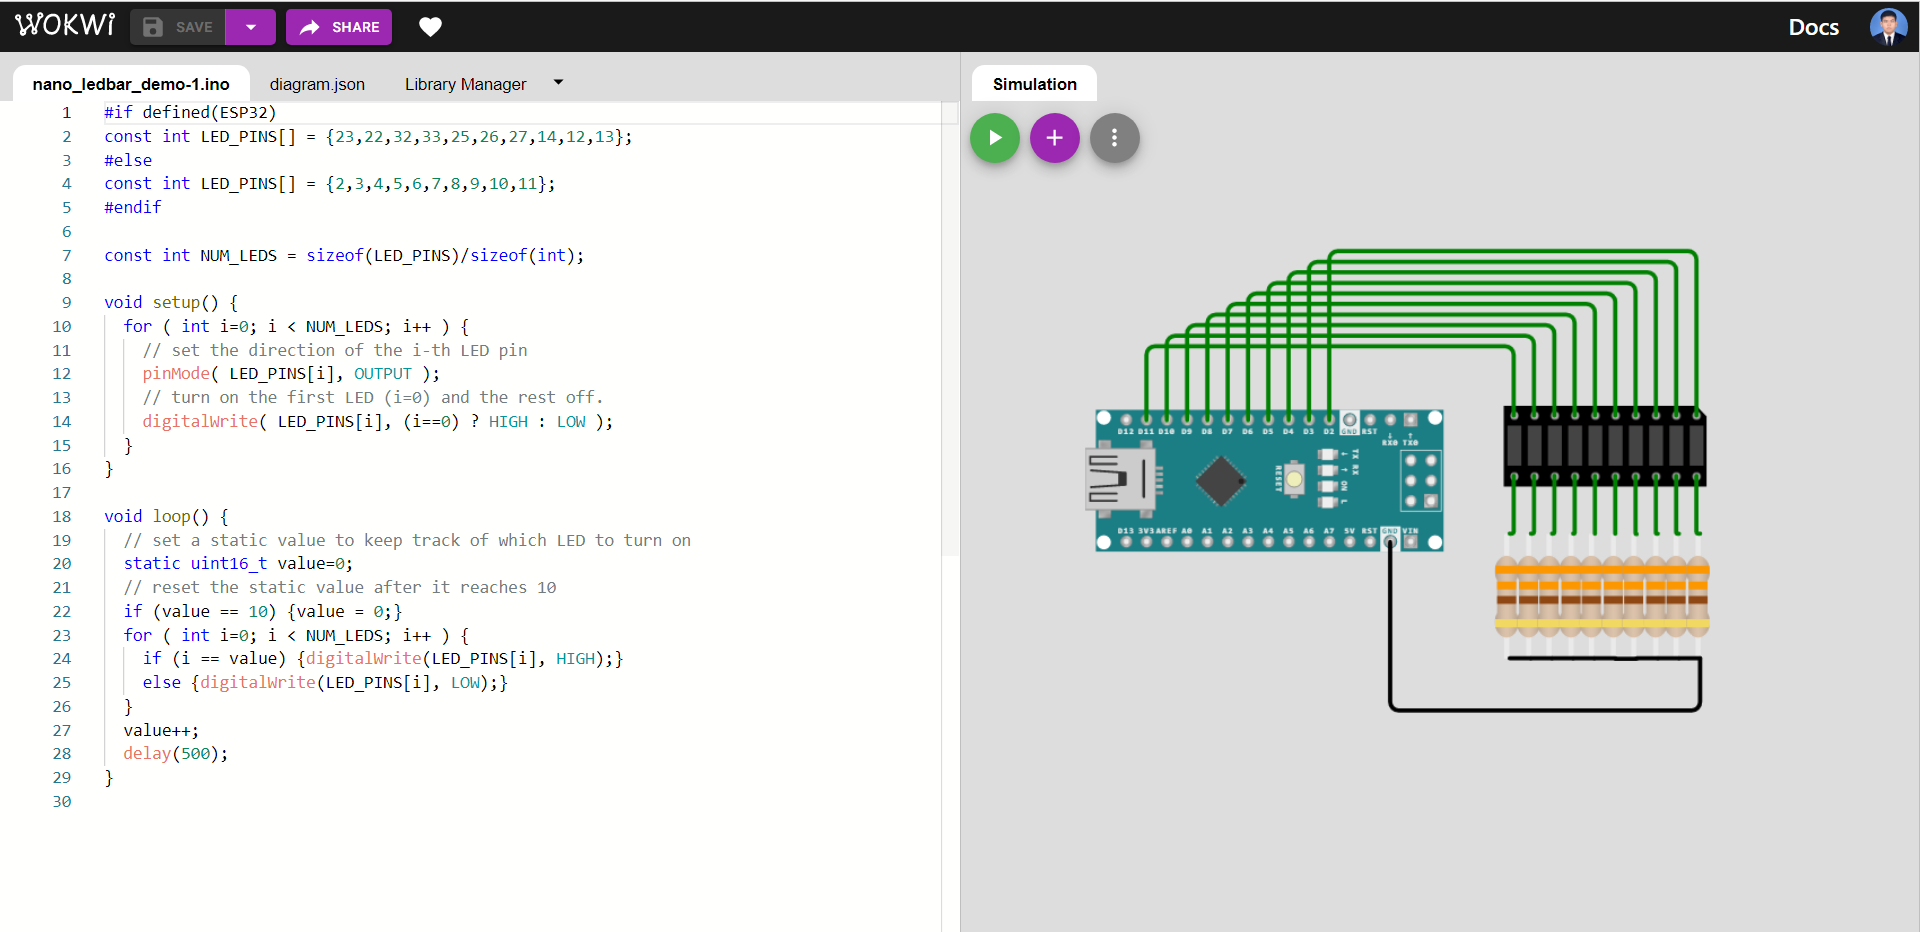 WOKWi SAVE SHARE Docs
nano_ledbar_demo-1.ino diagram.json Library Manager
1 #if defined(ESP32)
2 const int LED_PINS[] = {23,22,32,33,25,26,27,14,12,13};
3 #else
4 const int LED_PINS[] = {2,3,4,5,6,7,8,9,10,11};
5 #endif
6
7 const int NUM_LEDS = sizeof(LED_PINS)/sizeof(int);
8
9 void setup() {
10 for ( int i=0; i < NUM_LEDS; i++ ) {
11 // set the direction of the i-th LED pin
12 pinMode( LED_PINS[i], OUTPUT );
13 // turn on the first LED (i=0) and the rest off.
14 digitalWrite( LED_PINS[i], (i==0) ? HIGH : LOW );
15 }
16 }
17
18 void loop() {
19 // set a static value to keep track of which LED to turn on
20 static uint16_t value=0;
21 // reset the static value after it reaches 10
22 if (value == 10) {value = 0;}
23 for ( int i=0; i < NUM_LEDS; i++ ) {
24 if (i == value) {digitalWrite(LED_PINS[i], HIGH);}
25 else {digitalWrite(LED_PINS[i], LOW);}
26 }
27 value++;
28 delay(500);
29 }
30
Simulation
D12 D11 D10 D9 D8 D7 D6 D5 D4 D3 D2 GND RST
RX0 TX0
RESET
TX RX ON L
D13 3V3 AREF A0 A1 A2 A3 A4 A5 A6 A7 5V RST GND VIN